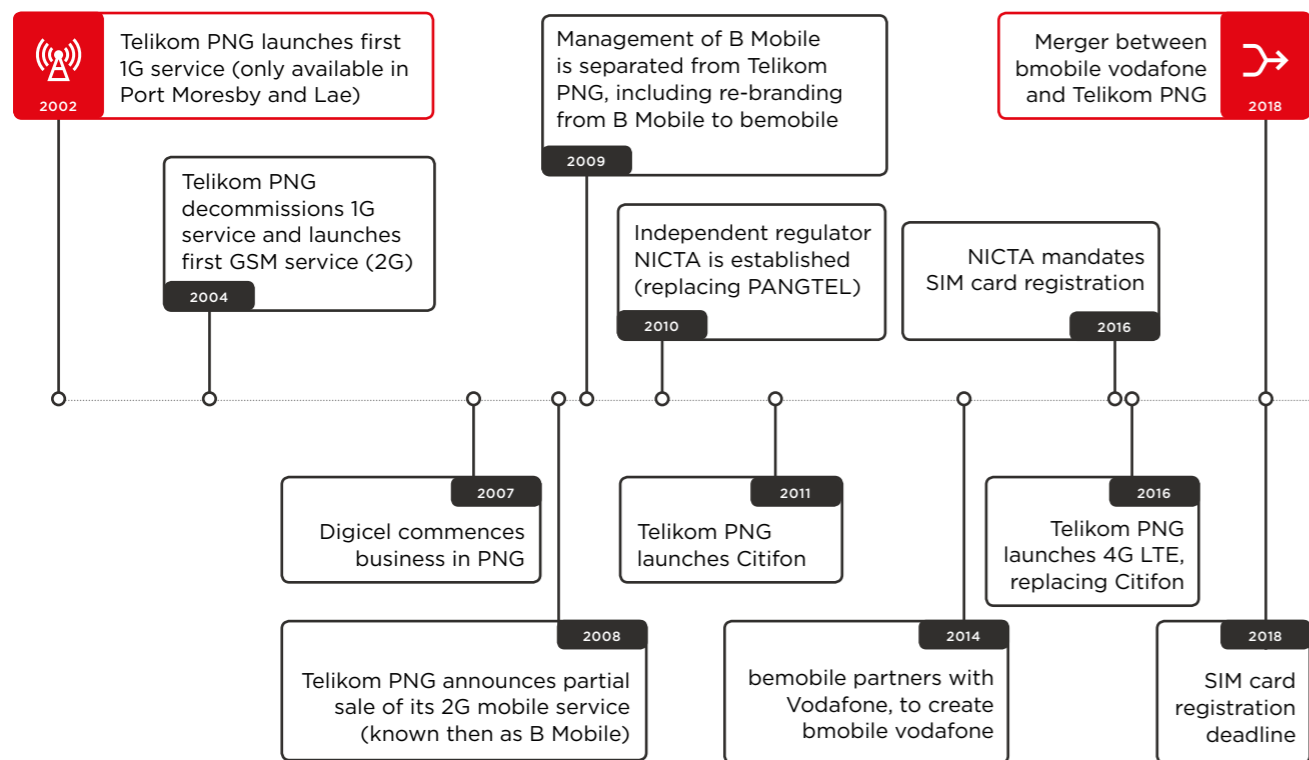 Telikom PNG launches first
1G service (only available in
Port Moresby and Lae)
2002
Telikom PNG
decommissions 1G
service and launches
first GSM service (2G)
2004
Management of B Mobile
is separated from Telikom
PNG, including re-branding
from B Mobile to bemobile
2009
Independent regulator
NICTA is established
(replacing PANGTEL)
2010
NICTA mandates
SIM card registration
2016
Merger between
bmobile vodafone
and Telikom PNG
2018
2007
Digicel commences
business in PNG
2008
Telikom PNG announces partial
sale of its 2G mobile service
(known then as B Mobile)
2011
Telikom PNG
launches Citifon
2014
bemobile partners with
Vodafone, to create
bmobile vodafone
2016
Telikom PNG
launches 4G LTE,
replacing Citifon
2018
SIM card
registration
deadline